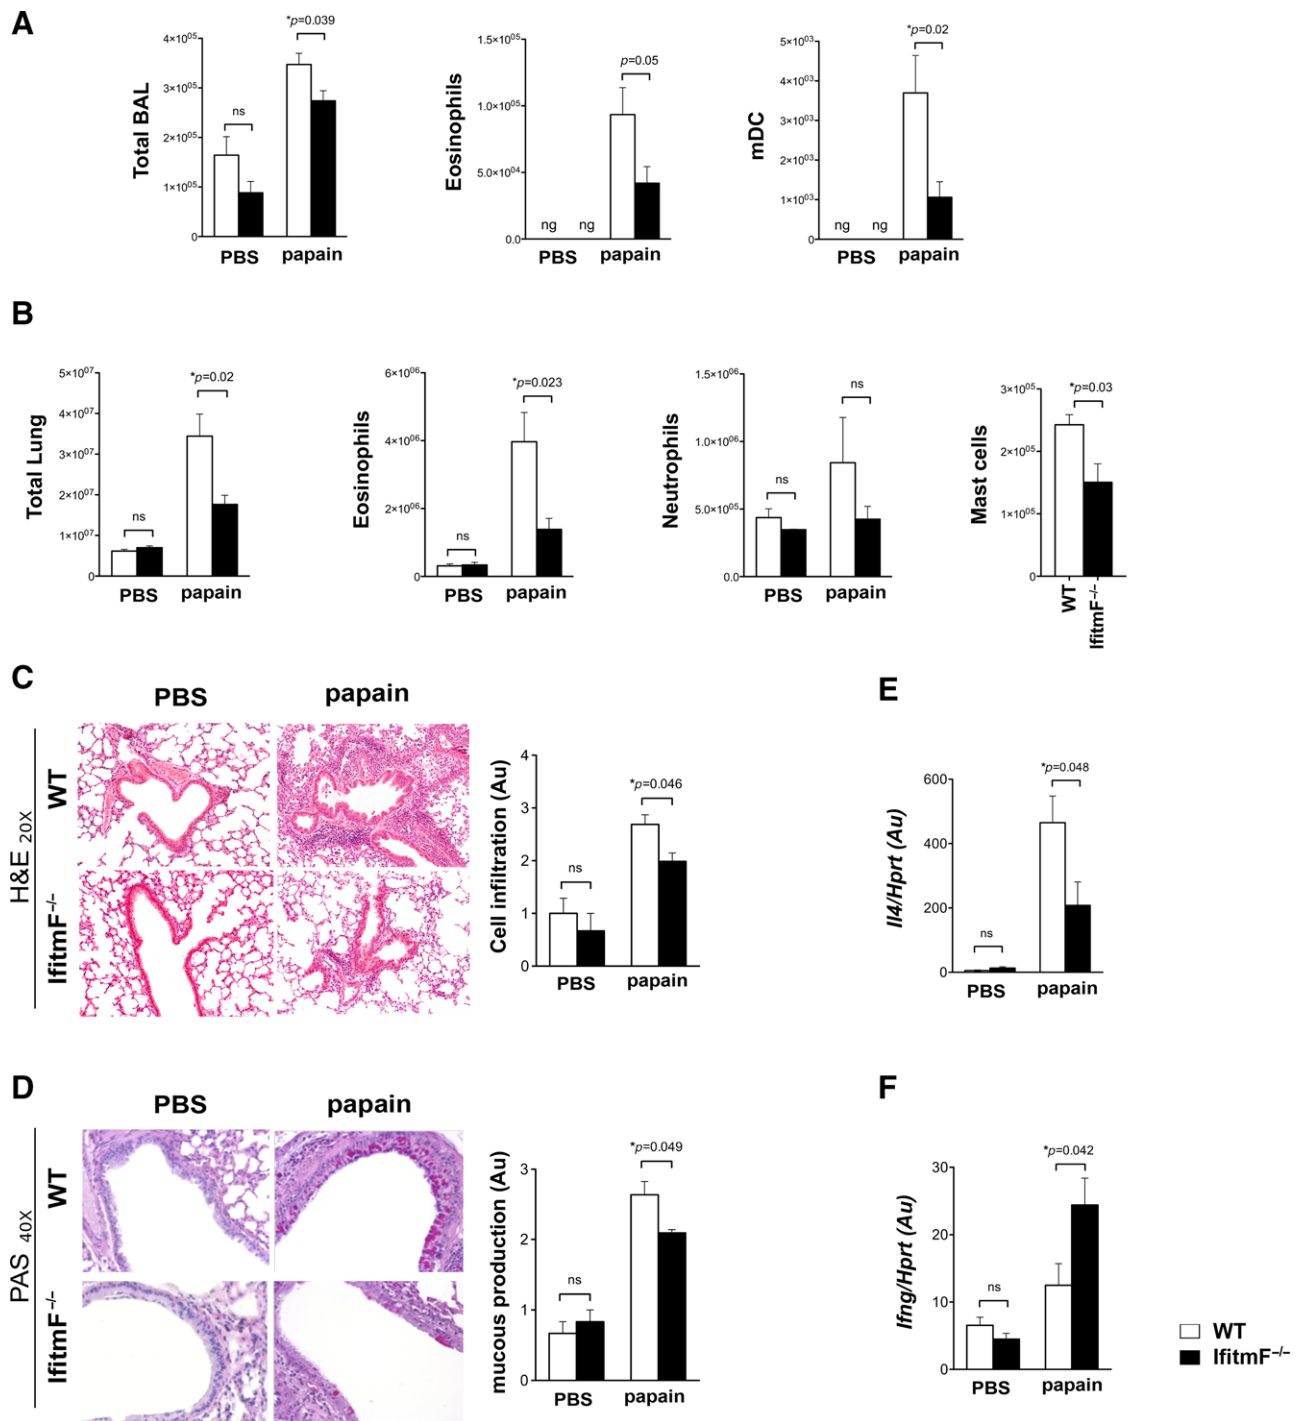 A
Total BAL
4×10⁰⁵
3×10⁰⁵
2×10⁰⁵
1×10⁰⁵
0
ns
*p=0.039
PBS
papain
Eosinophils
1.5×10⁰⁵
1.0×10⁰⁵
5.0×10⁰⁴
0.0
ng
ng
p=0.05
PBS
papain
mDC
5×10⁰³
4×10⁰³
3×10⁰³
2×10⁰³
1×10⁰³
0
ng
ng
*p=0.02
PBS
papain
B
Total Lung
5×10⁰⁷
4×10⁰⁷
3×10⁰⁷
2×10⁰⁷
1×10⁰⁷
0
ns
*p=0.02
PBS
papain
Eosinophils
6×10⁰⁶
4×10⁰⁶
2×10⁰⁶
0
ns
*p=0.023
PBS
papain
Neutrophils
1.5×10⁰⁶
1.0×10⁰⁶
5.0×10⁰⁵
0.0
ns
ns
PBS
papain
Mast cells
3×10⁰⁵
2×10⁰⁵
1×10⁰⁵
0
*p=0.03
WT
IfitmF⁻/⁻
C
PBS
papain
H&E 20X
WT
IfitmF⁻/⁻
Cell infiltration (Au)
4
3
2
1
0
ns
*p=0.046
PBS
papain
E
Il4/Hprt (Au)
600
400
200
0
ns
*p=0.048
PBS
papain
D
PBS
papain
PAS 40X
WT
IfitmF⁻/⁻
mucous production (Au)
3
2
1
0
ns
*p=0.049
PBS
papain
F
Ifng/Hprt (Au)
30
20
10
0
ns
*p=0.042
PBS
papain
WT
IfitmF⁻/⁻